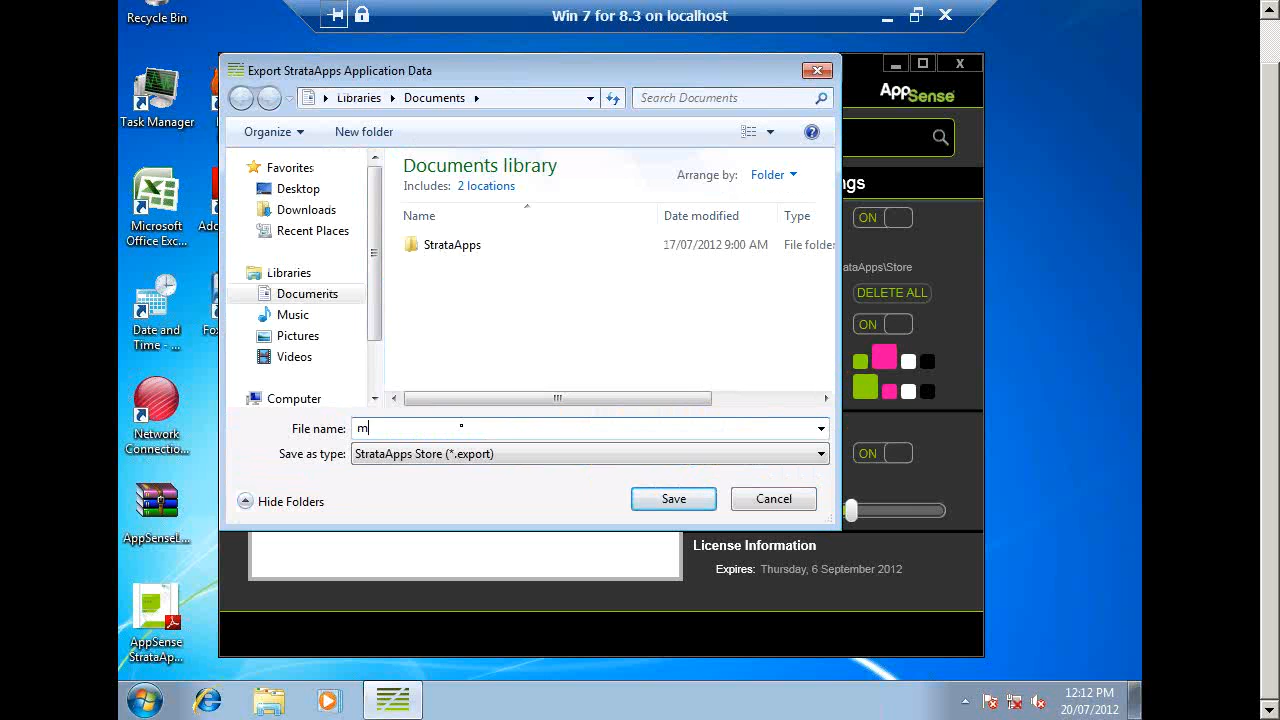 Recycle Bin
Win 7 for 8.3 on localhost
Task Manager
Microsoft
Office Exc...
Date and
Time - ...
Network
Connectio...
AppSenseL...
AppSense
StrataAp...
Export StrataApps Application Data
Libraries
Documents
Search Documents
Organize
New folder
Favorites
Desktop
Downloads
Recent Places
Libraries
Documents
Music
Pictures
Videos
Computer
Documents library
Includes: 2 locations
Arrange by: Folder
Name Date modified Type
StrataApps 17/07/2012 9:00 AM File folder
File name: m
Save as type: StrataApps Store (*.export)
Hide Folders
Save
Cancel
X
AppSense
ngs
ON
ataApps\Store
DELETE ALL
ON
ON
License Information
Expires: Thursday, 6 September 2012
12:12 PM
20/07/2012